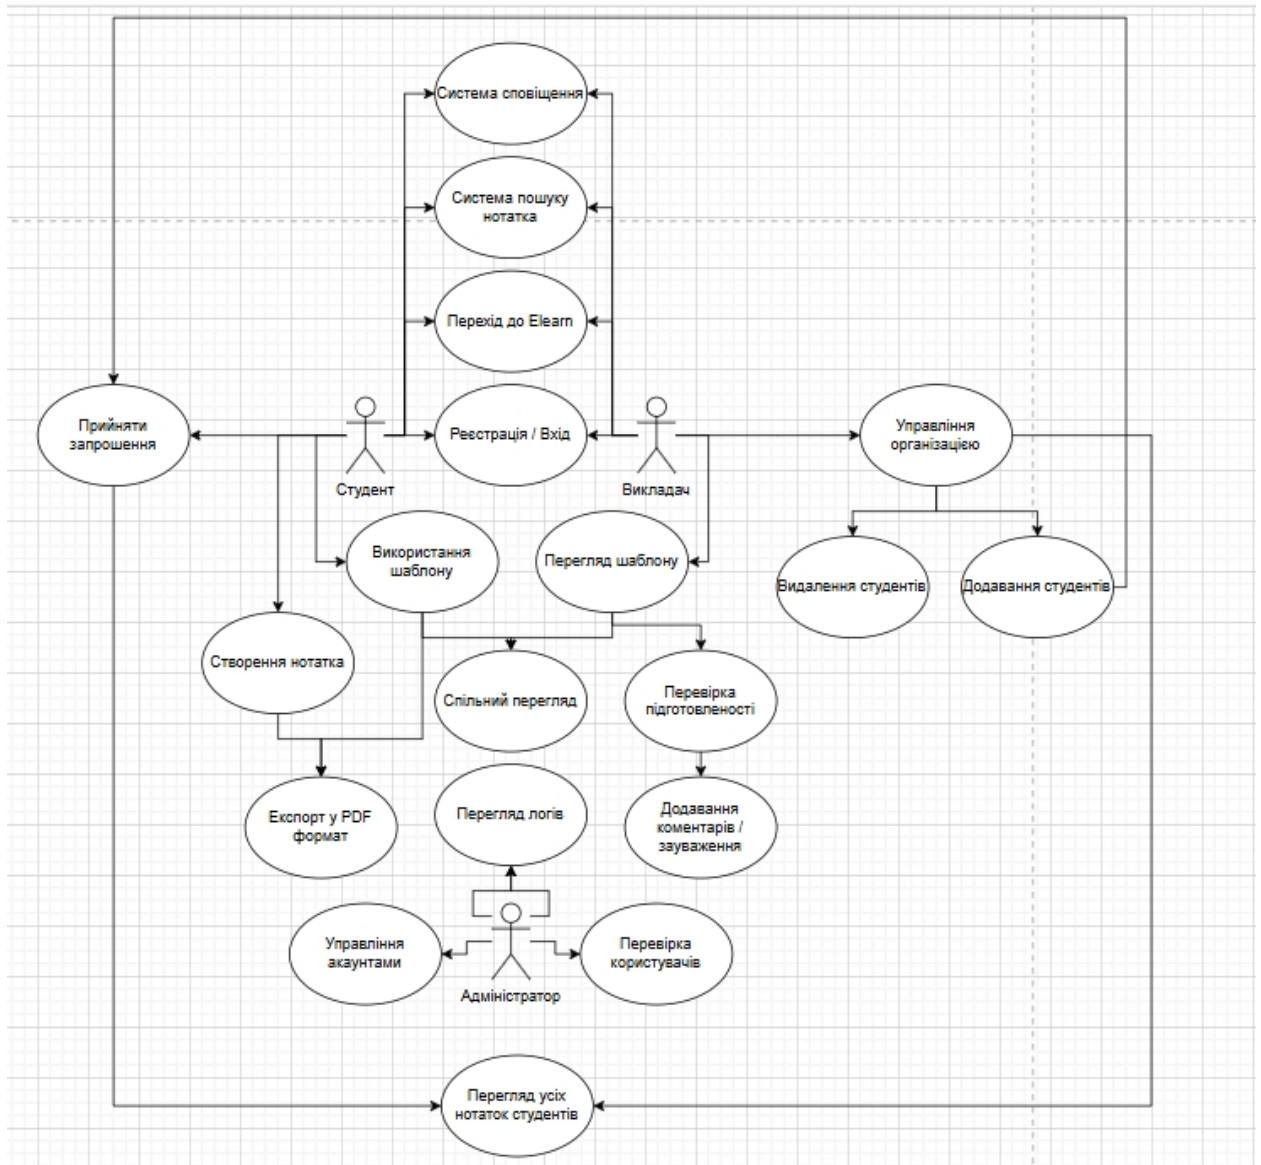 Система сповіщення
Система пошуку
нотатка
Перехід до Elearn
Прийняти
запрошення
Реєстрація / Вхід
Управління
організацією
Студент
Викладач
Використання
шаблону
Перегляд шаблону
Видалення студентів
Додавання студентів
Створення нотатка
Спільний перегляд
Перевірка
підготовленості
Експорт у PDF
формат
Перегляд логів
Додавання
коментарів /
зауваження
Управління
акаунтами
Перевірка
користувачів
Адміністратор
Перегляд усіх
нотаток студентів